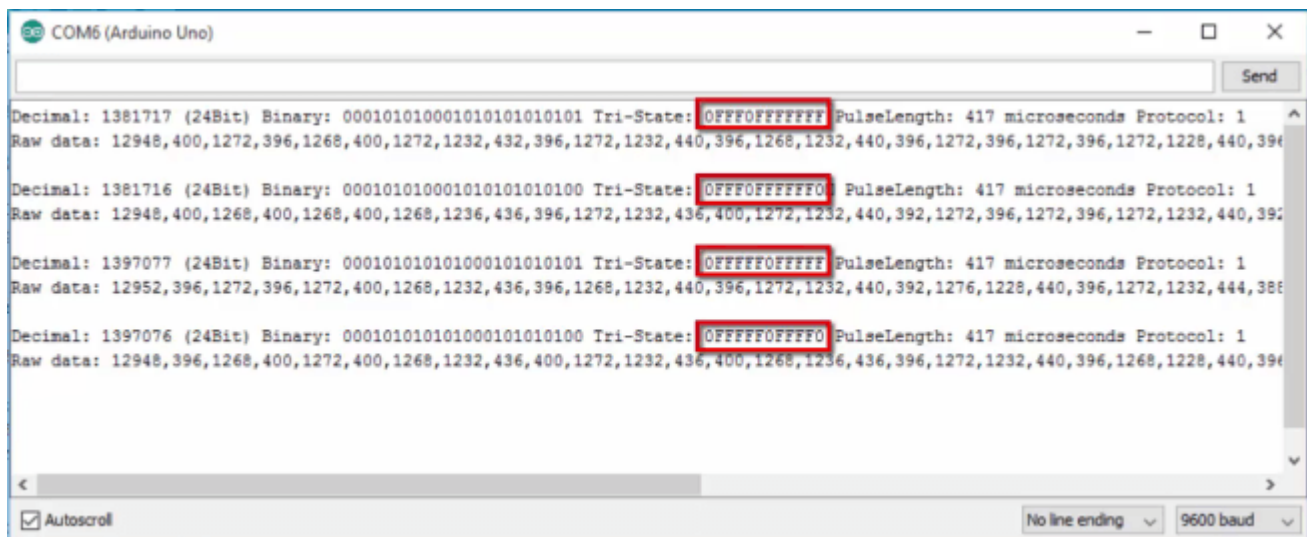 COM6 (Arduino Uno)
Send
Decimal: 1381717 (24Bit) Binary: 000101010001010101010101 Tri-State: 0FFF0FFFFFFF PulseLength: 417 microseconds Protocol: 1
Raw data: 12948,400,1272,396,1268,400,1272,1232,432,396,1272,1232,440,396,1268,1232,440,396,1272,396,1272,396,1272,1228,440,396
Decimal: 1381716 (24Bit) Binary: 000101010001010101010100 Tri-State: 0FFF0FFFFFF0 PulseLength: 417 microseconds Protocol: 1
Raw data: 12948,400,1268,400,1268,400,1268,1236,436,396,1272,1232,436,400,1272,1232,440,392,1272,396,1272,396,1272,1232,440,392
Decimal: 1397077 (24Bit) Binary: 000101010101000101010101 Tri-State: 0FFFFF0FFFFF PulseLength: 417 microseconds Protocol: 1
Raw data: 12952,396,1272,396,1272,400,1268,1232,436,396,1268,1232,440,396,1272,1232,440,392,1276,1228,440,396,1272,1232,444,388
Decimal: 1397076 (24Bit) Binary: 000101010101000101010100 Tri-State: 0FFFFF0FFFF0 PulseLength: 417 microseconds Protocol: 1
Raw data: 12948,396,1268,400,1272,400,1268,1232,436,400,1272,1232,436,400,1268,1236,436,396,1272,1232,440,396,1268,1228,440,396
Autoscroll
No line ending
9600 baud